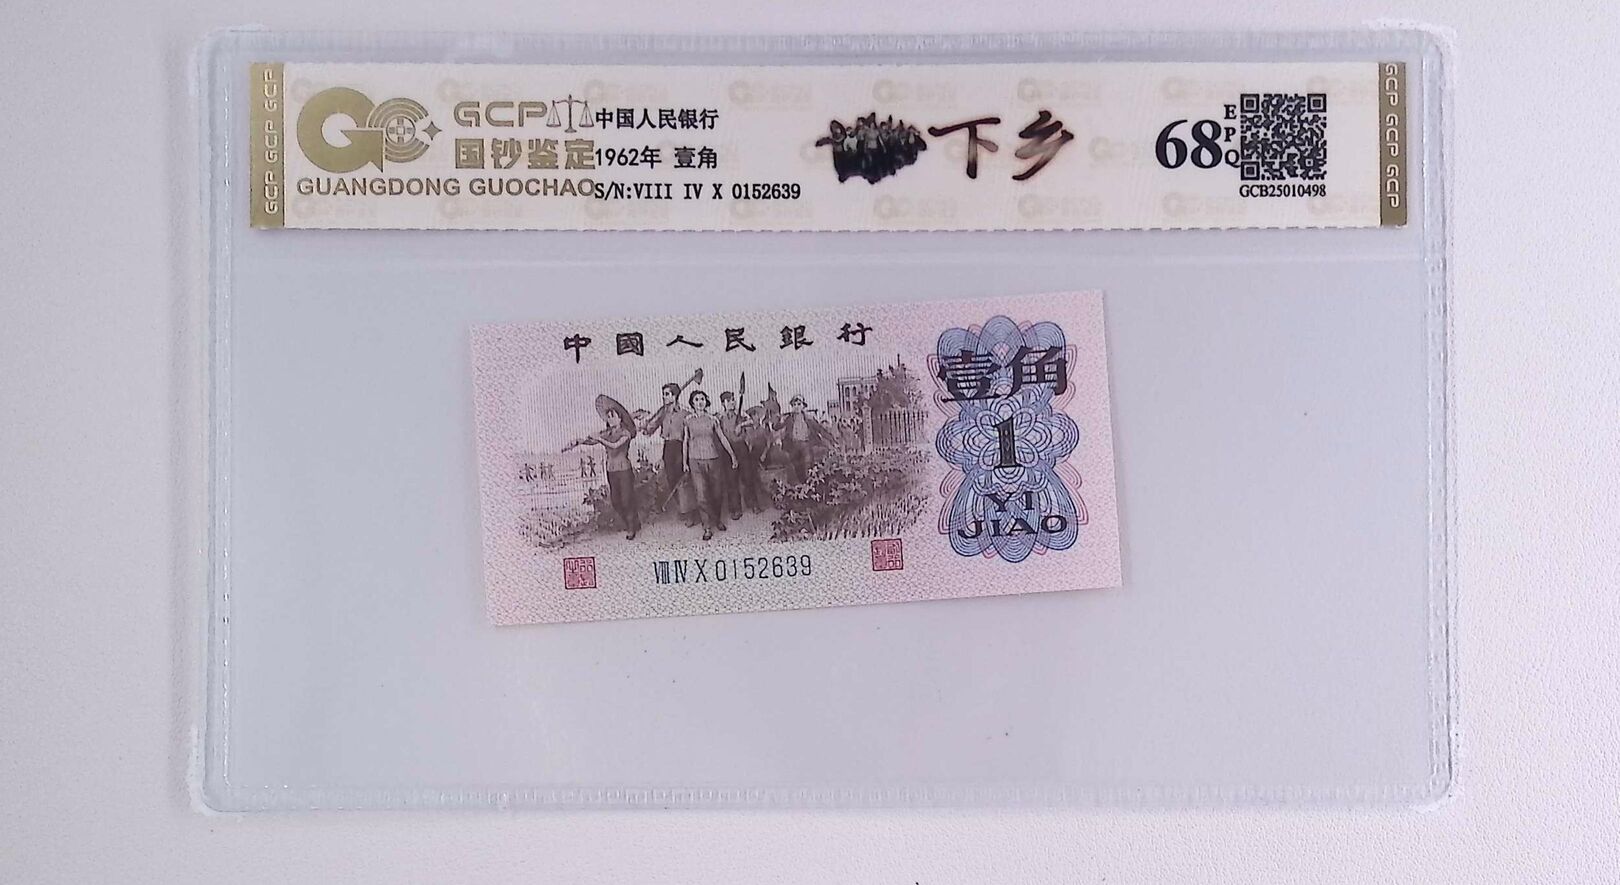 GCP GCP GCP
GCP
国钞鉴定
GUANGDONG GUOCHAO
中国人民银行
1962年 壹角
S/N:VIII IV X 0152639
下乡
68
EPQ
GCB25010498
GCP GCP GCP
中國人民銀行
壹角
1
YI
JIAO
VIII IV X 0152639